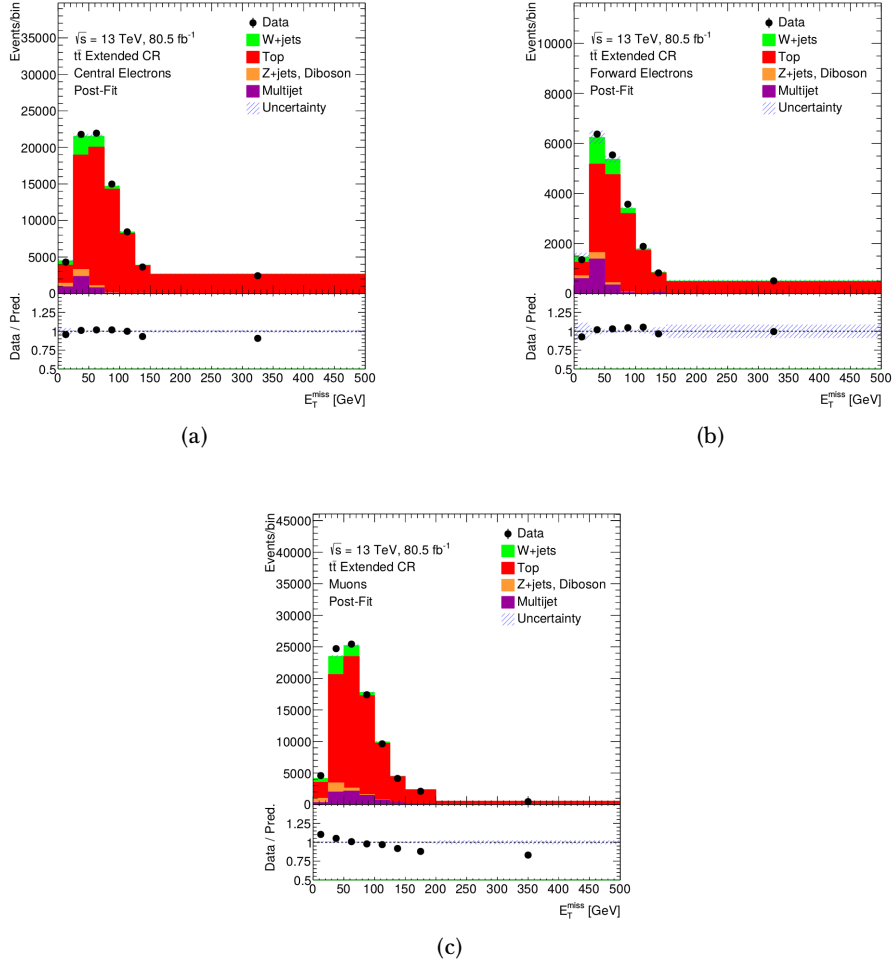 Events/bin
35000
30000
25000
20000
15000
10000
5000
0
√s = 13 TeV, 80.5 fb⁻¹
tt̄ Extended CR
Central Electrons
Post-Fit
Data
W+jets
Top
Z+jets, Diboson
Multijet
Uncertainty
Data / Pred.
1.25
1
0.75
0.5
0 50 100 150 200 250 300 350 400 450 500
E_T^miss [GeV]
(a)
Events/bin
10000
8000
6000
4000
2000
0
√s = 13 TeV, 80.5 fb⁻¹
tt̄ Extended CR
Forward Electrons
Post-Fit
Data
W+jets
Top
Z+jets, Diboson
Multijet
Uncertainty
Data / Pred.
1.25
1
0.75
0.5
0 50 100 150 200 250 300 350 400 450 500
E_T^miss [GeV]
(b)
Events/bin
45000
40000
35000
30000
25000
20000
15000
10000
5000
0
√s = 13 TeV, 80.5 fb⁻¹
tt̄ Extended CR
Muons
Post-Fit
Data
W+jets
Top
Z+jets, Diboson
Multijet
Uncertainty
Data / Pred.
1.25
1
0.75
0.5
0 50 100 150 200 250 300 350 400 450 500
E_T^miss [GeV]
(c)